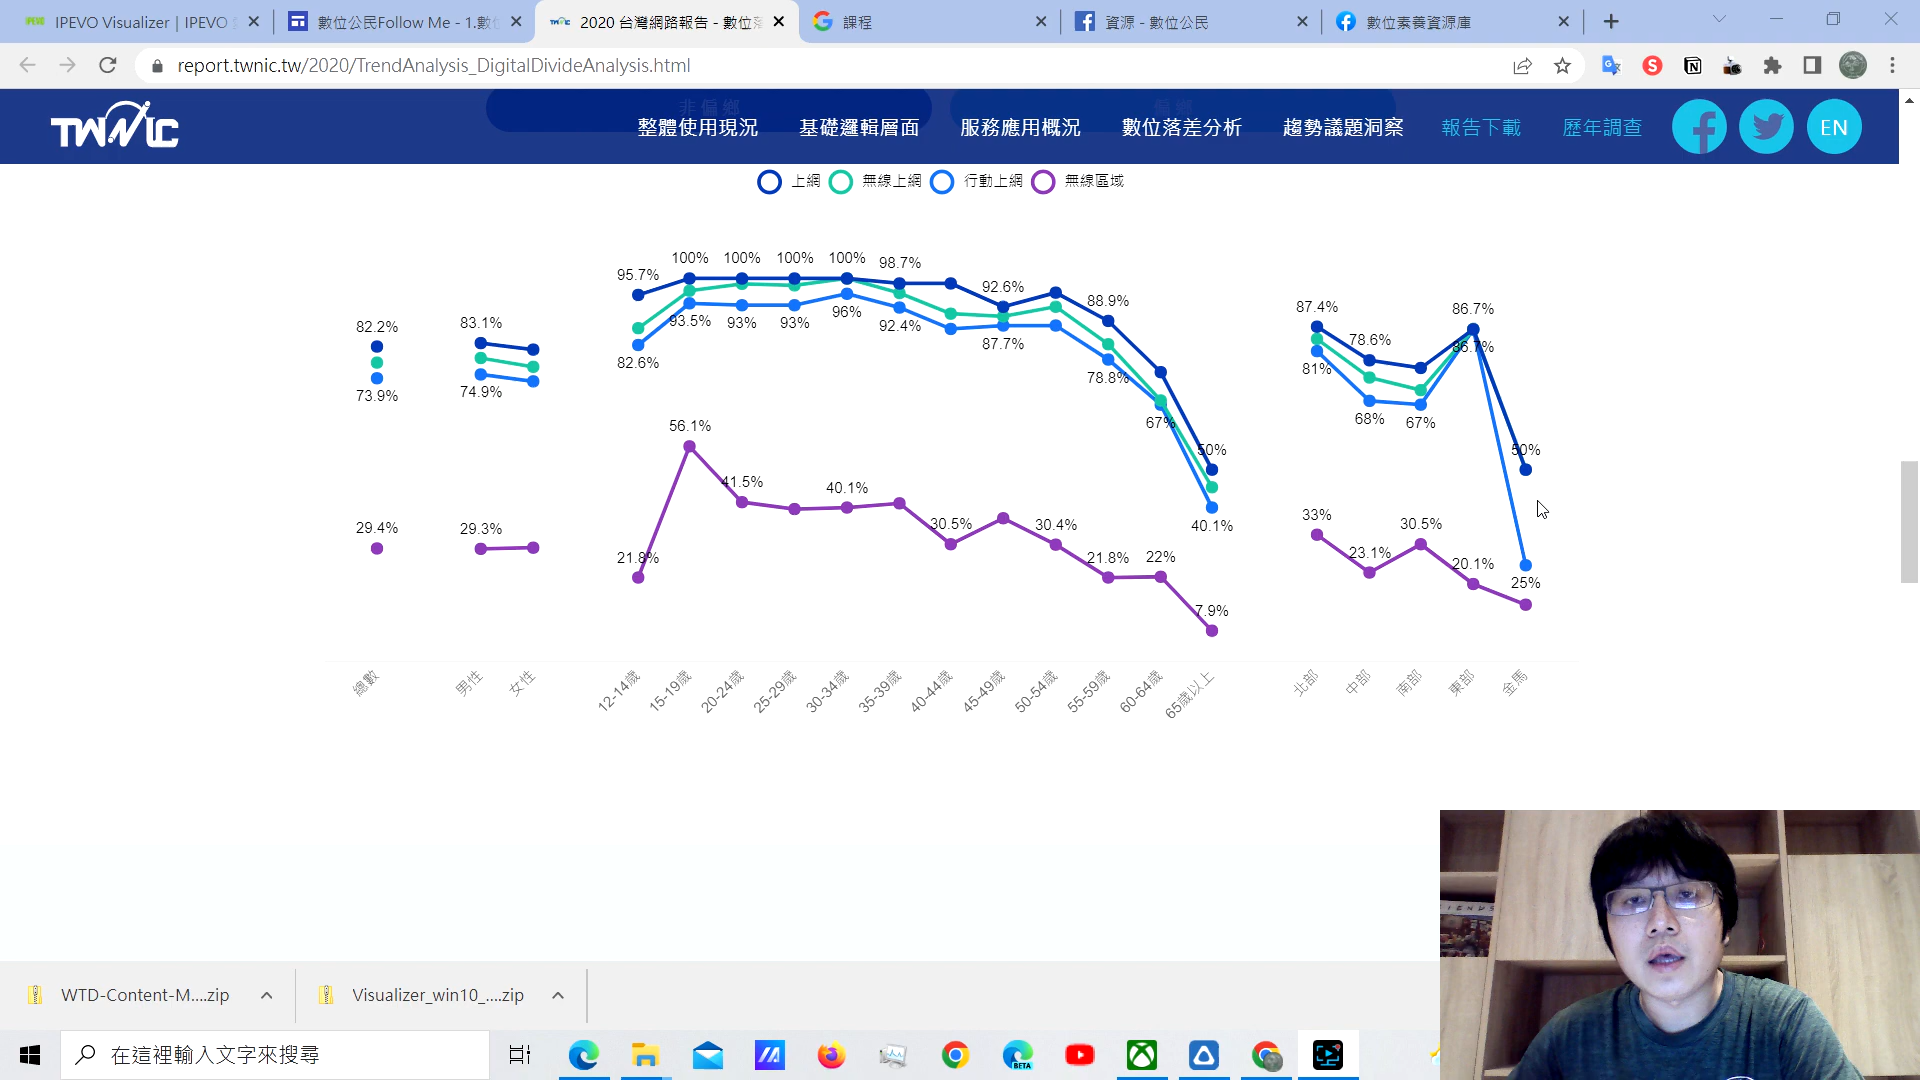 IPEVO Visualizer | IPEVO
數位公民Follow Me - 1.數位
2020 台灣網路報告 - 數位落
課程
資源 - 數位公民
數位素養資源庫
report.twnic.tw/2020/TrendAnalysis_DigitalDivideAnalysis.html
非偏鄉
偏鄉
TWNIC
整體使用現況
基礎邏輯層面
服務應用概況
數位落差分析
趨勢議題洞察
報告下載
歷年調查
EN
上網
無線上網
行動上網
無線區域
82.2%
73.9%
29.4%
83.1%
74.9%
29.3%
95.7%
100%
100%
100%
100%
98.7%
92.6%
88.9%
50%
82.6%
93.5%
93%
93%
96%
92.4%
87.7%
78.8%
67%
40.1%
21.8%
56.1%
41.5%
40.1%
30.5%
30.4%
21.8%
22%
7.9%
87.4%
78.6%
86.7%
50%
81%
68%
67%
86.7%
25%
33%
23.1%
30.5%
20.1%
總數
男性
女性
12-14歲
15-19歲
20-24歲
25-29歲
30-34歲
35-39歲
40-44歲
45-49歲
50-54歲
55-59歲
60-64歲
65歲以上
北部
中部
南部
東部
金馬
WTD-Content-M....zip
Visualizer_win10_....zip
在這裡輸入文字來搜尋
BETA